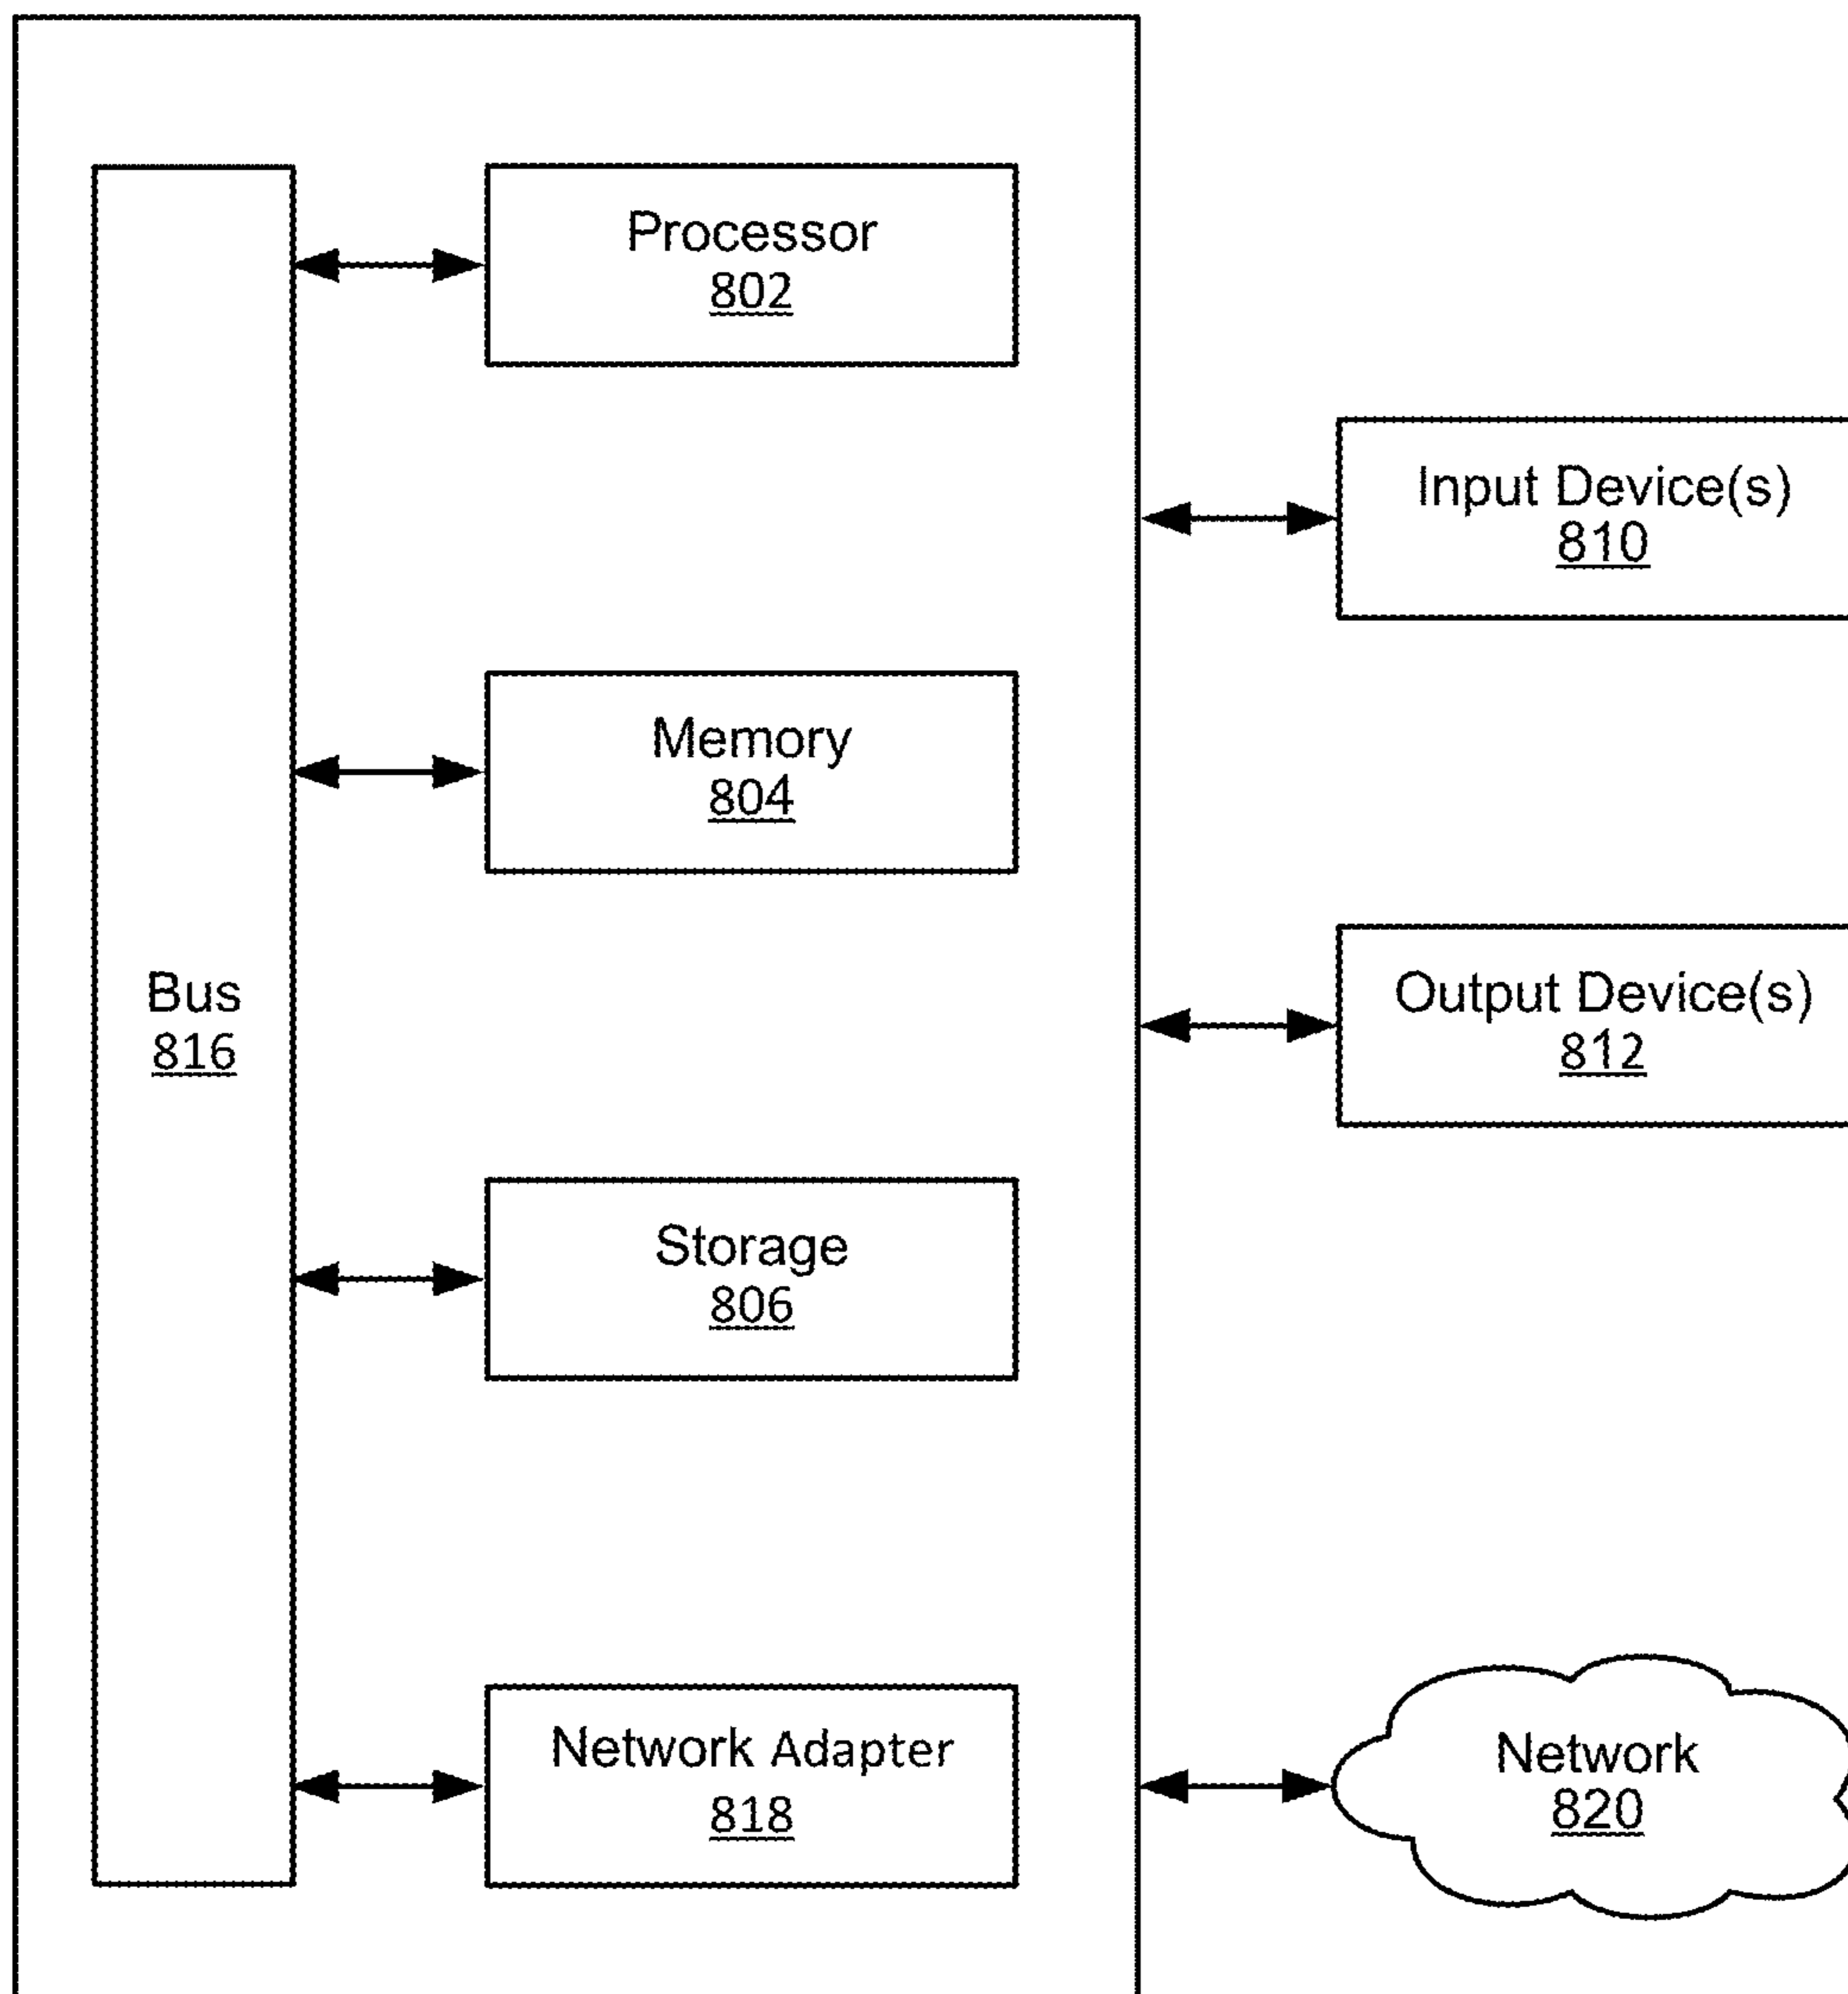 Processor
802
Input Device(s)
810
Memory
804
Bus
816
Output Device(s)
812
Storage
806
Network Adapter
818
Network
820